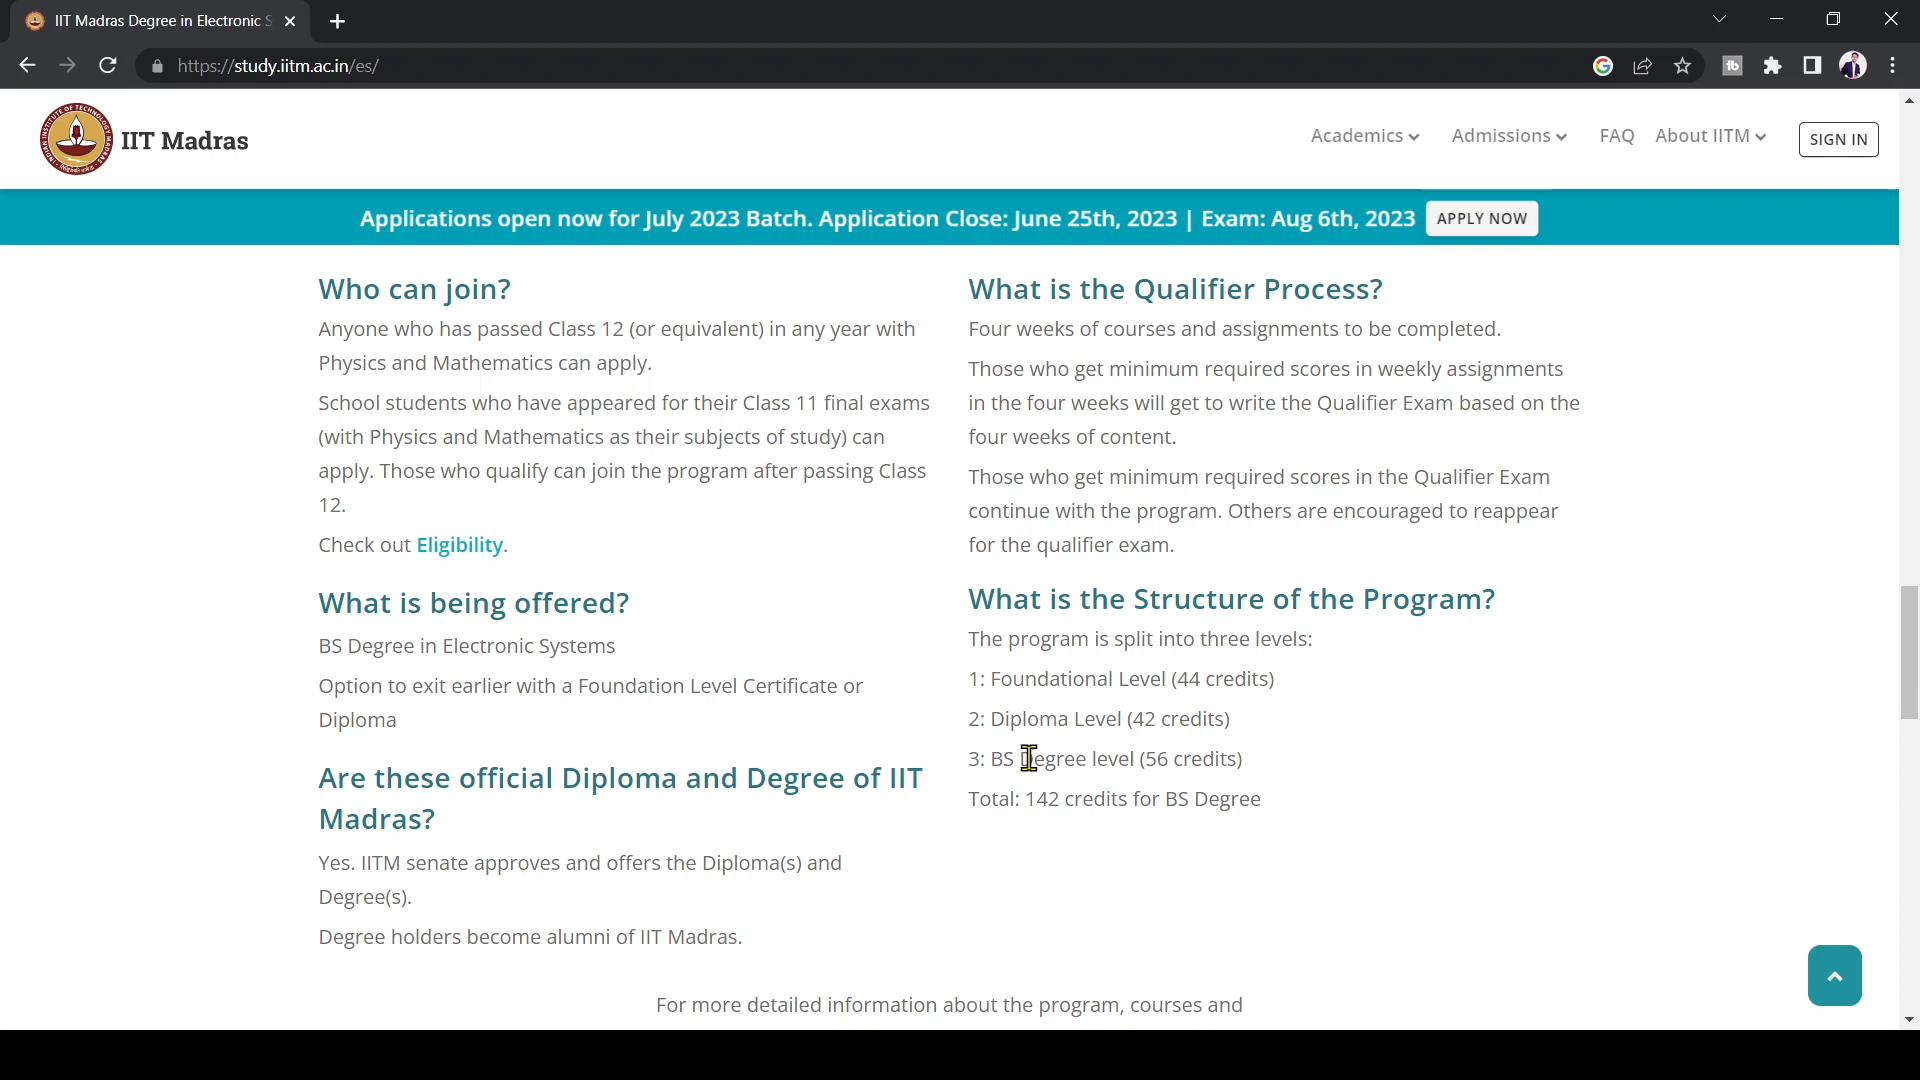 IIT Madras Degree in Electronic S
https://study.iitm.ac.in/es/
IIT Madras
Academics
Admissions
FAQ
About IITM
SIGN IN
Applications open now for July 2023 Batch. Application Close: June 25th, 2023 | Exam: Aug 6th, 2023
APPLY NOW
Who can join?
Anyone who has passed Class 12 (or equivalent) in any year with
Physics and Mathematics can apply.
School students who have appeared for their Class 11 final exams
(with Physics and Mathematics as their subjects of study) can
apply. Those who qualify can join the program after passing Class
12.
Check out Eligibility.
What is being offered?
BS Degree in Electronic Systems
Option to exit earlier with a Foundation Level Certificate or
Diploma
Are these official Diploma and Degree of IIT
Madras?
Yes. IITM senate approves and offers the Diploma(s) and
Degree(s).
Degree holders become alumni of IIT Madras.
What is the Qualifier Process?
Four weeks of courses and assignments to be completed.
Those who get minimum required scores in weekly assignments
in the four weeks will get to write the Qualifier Exam based on the
four weeks of content.
Those who get minimum required scores in the Qualifier Exam
continue with the program. Others are encouraged to reappear
for the qualifier exam.
What is the Structure of the Program?
The program is split into three levels:
1: Foundational Level (44 credits)
2: Diploma Level (42 credits)
3: BS Degree level (56 credits)
Total: 142 credits for BS Degree
For more detailed information about the program, courses and